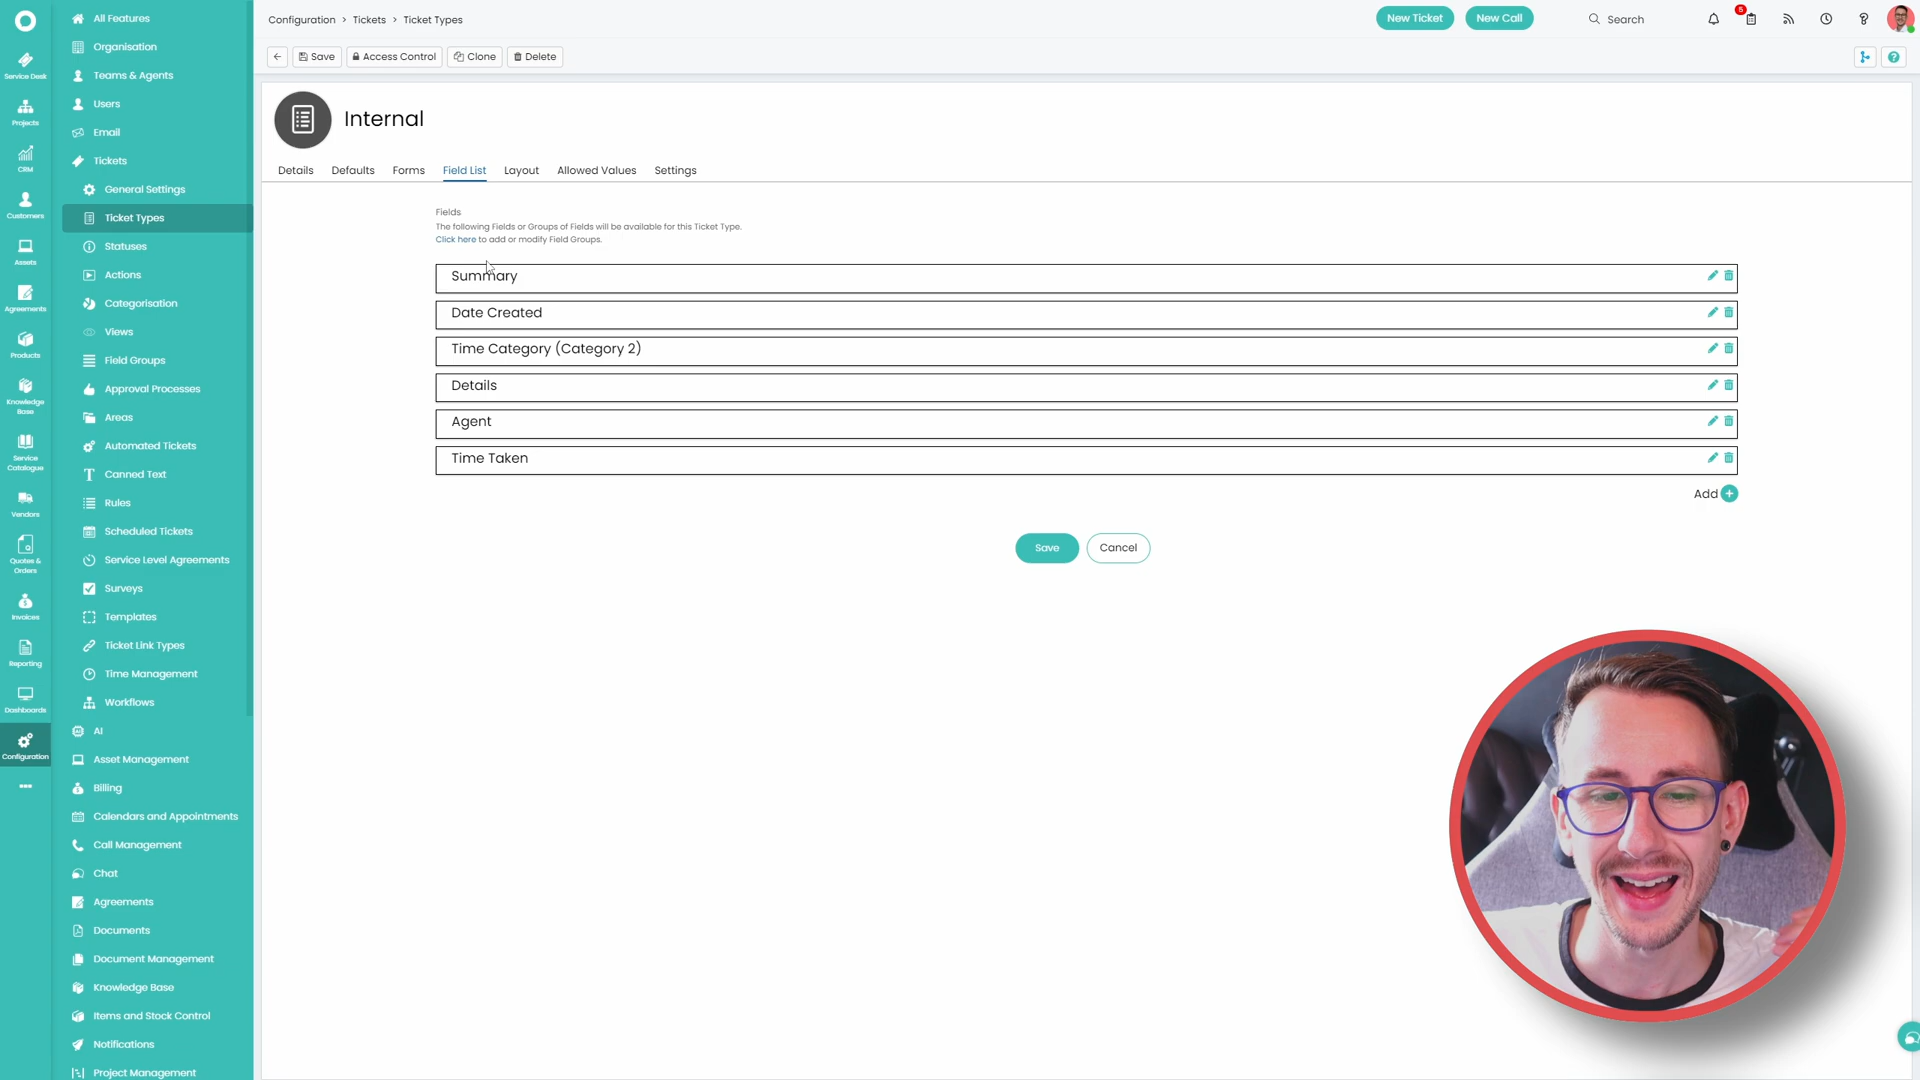 Service Desk
Projects
CRM
Customers
Assets
Agreements
Products
Knowledge
Base
Service
Catalogue
Vendors
Quotes &
Orders
Invoices
Reporting
Dashboards
Configuration
All Features
Organisation
Teams & Agents
Users
Email
Tickets
General Settings
Ticket Types
Statuses
Actions
Categorisation
Views
Field Groups
Approval Processes
Areas
Automated Tickets
Canned Text
Rules
Scheduled Tickets
Service Level Agreements
Surveys
Templates
Ticket Link Types
Time Management
Workflows
AI
Asset Management
Billing
Calendars and Appointments
Call Management
Chat
Agreements
Documents
Document Management
Knowledge Base
Items and Stock Control
Notifications
Project Management
Configuration > Tickets > Ticket Types
New Ticket New Call Search 5
Save Access Control Clone Delete
Internal
Details Defaults Forms Field List Layout Allowed Values Settings
Fields
The following Fields or Groups of Fields will be available for this Ticket Type.
Click here to add or modify Field Groups.
Summary
Date Created
Time Category (Category 2)
Details
Agent
Time Taken
Add
Save Cancel